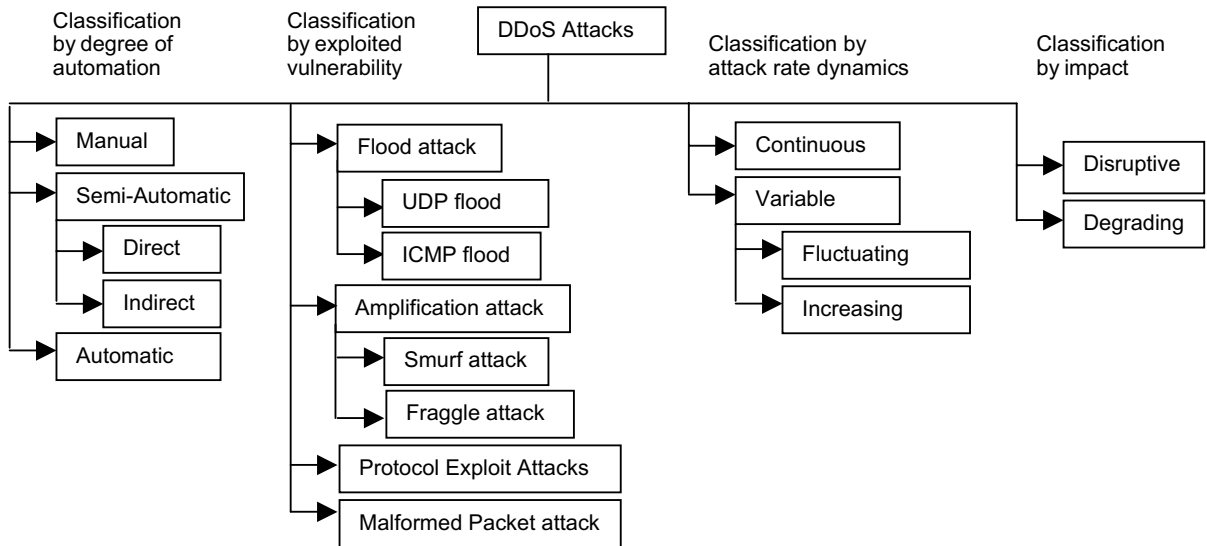 Classification
by degree of
automation
Classification
by exploited
vulnerability
DDoS Attacks
Classification by
attack rate dynamics
Classification
by impact
Manual
Semi-Automatic
Direct
Indirect
Automatic
Flood attack
UDP flood
ICMP flood
Amplification attack
Smurf attack
Fraggle attack
Protocol Exploit Attacks
Malformed Packet attack
Continuous
Variable
Fluctuating
Increasing
Disruptive
Degrading